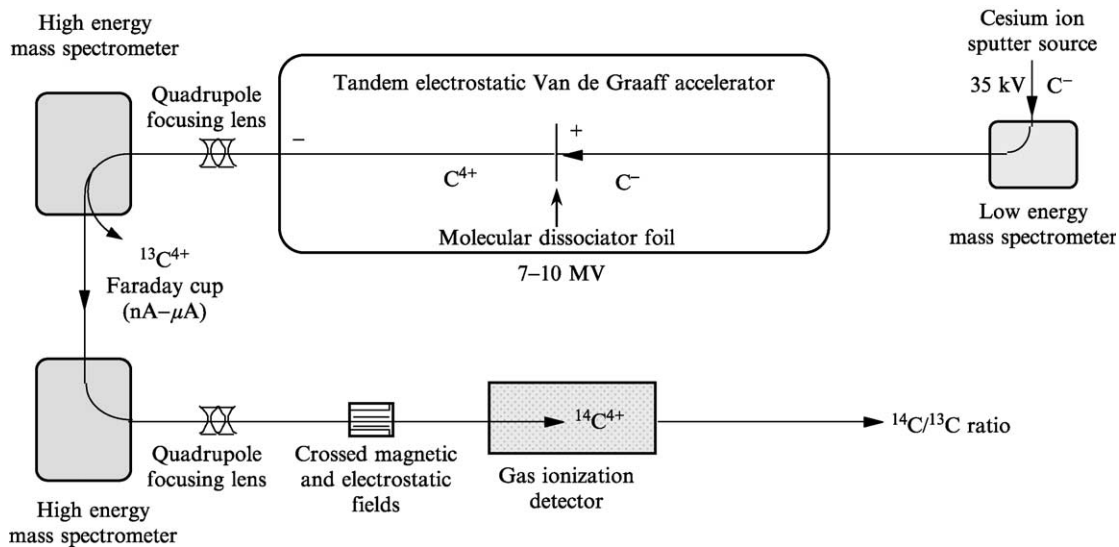 High energy
mass spectrometer
Quadrupole
focusing lens
Tandem electrostatic Van de Graaff accelerator
Cesium ion
sputter source
35 kV
C⁻
−
+
C⁴⁺
C⁻
Molecular dissociator foil
7–10 MV
Low energy
mass spectrometer
¹³C⁴⁺
Faraday cup
(nA–μA)
¹⁴C⁴⁺
¹⁴C/¹³C ratio
Quadrupole
focusing lens
Crossed magnetic
and electrostatic
fields
Gas ionization
detector
High energy
mass spectrometer